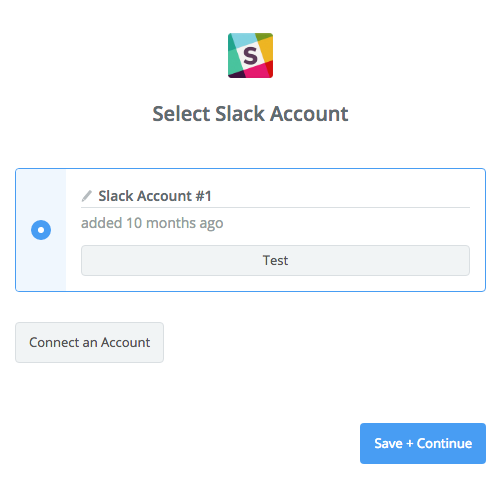 S
Select Slack Account
Slack Account #1
added 10 months ago
Test
Connect an Account
Save + Continue